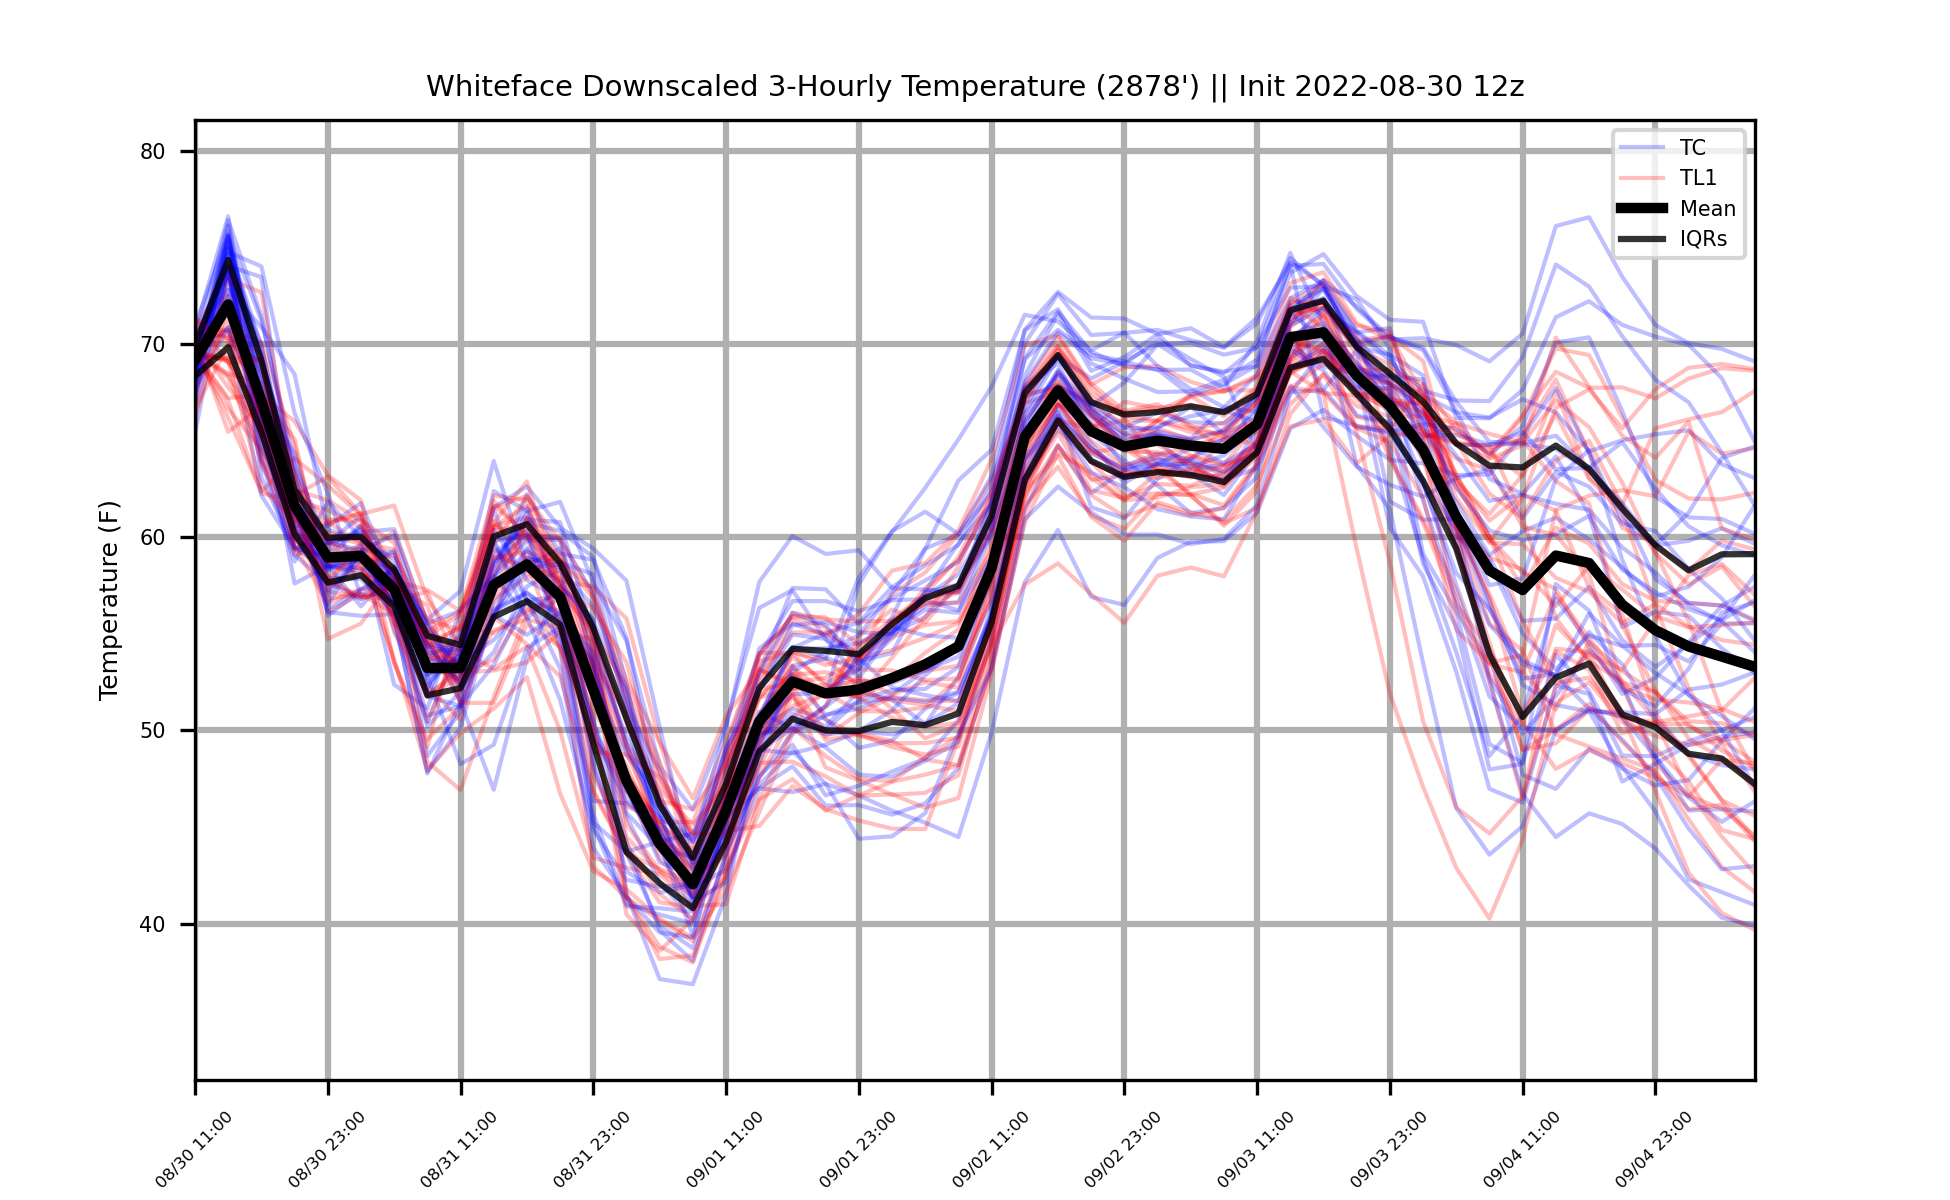 Whiteface Downscaled 3-Hourly Temperature (2878') || Init 2022-08-30 12z
TC
TL1
Mean
IQRs
Temperature (F)
80
70
60
50
40
08/30 11:00
08/30 23:00
08/31 11:00
08/31 23:00
09/01 11:00
09/01 23:00
09/02 11:00
09/02 23:00
09/03 11:00
09/03 23:00
09/04 11:00
09/04 23:00